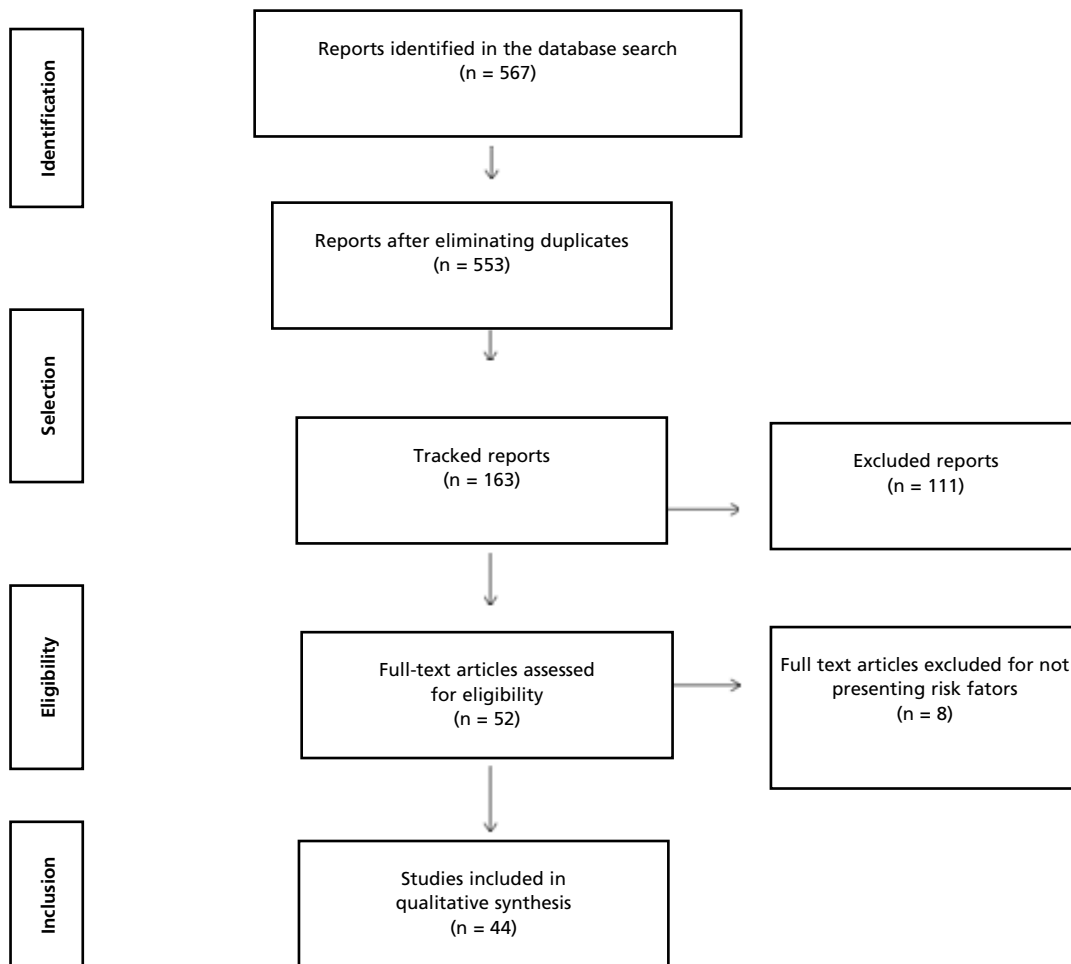 Identification
Reports identified in the database search
(n = 567)
Reports after eliminating duplicates
(n = 553)
Selection
Tracked reports
(n = 163)
Excluded reports
(n = 111)
Eligibility
Full-text articles assessed
for eligibility
(n = 52)
Full text articles excluded for not
presenting risk fators
(n = 8)
Inclusion
Studies included in
qualitative synthesis
(n = 44)